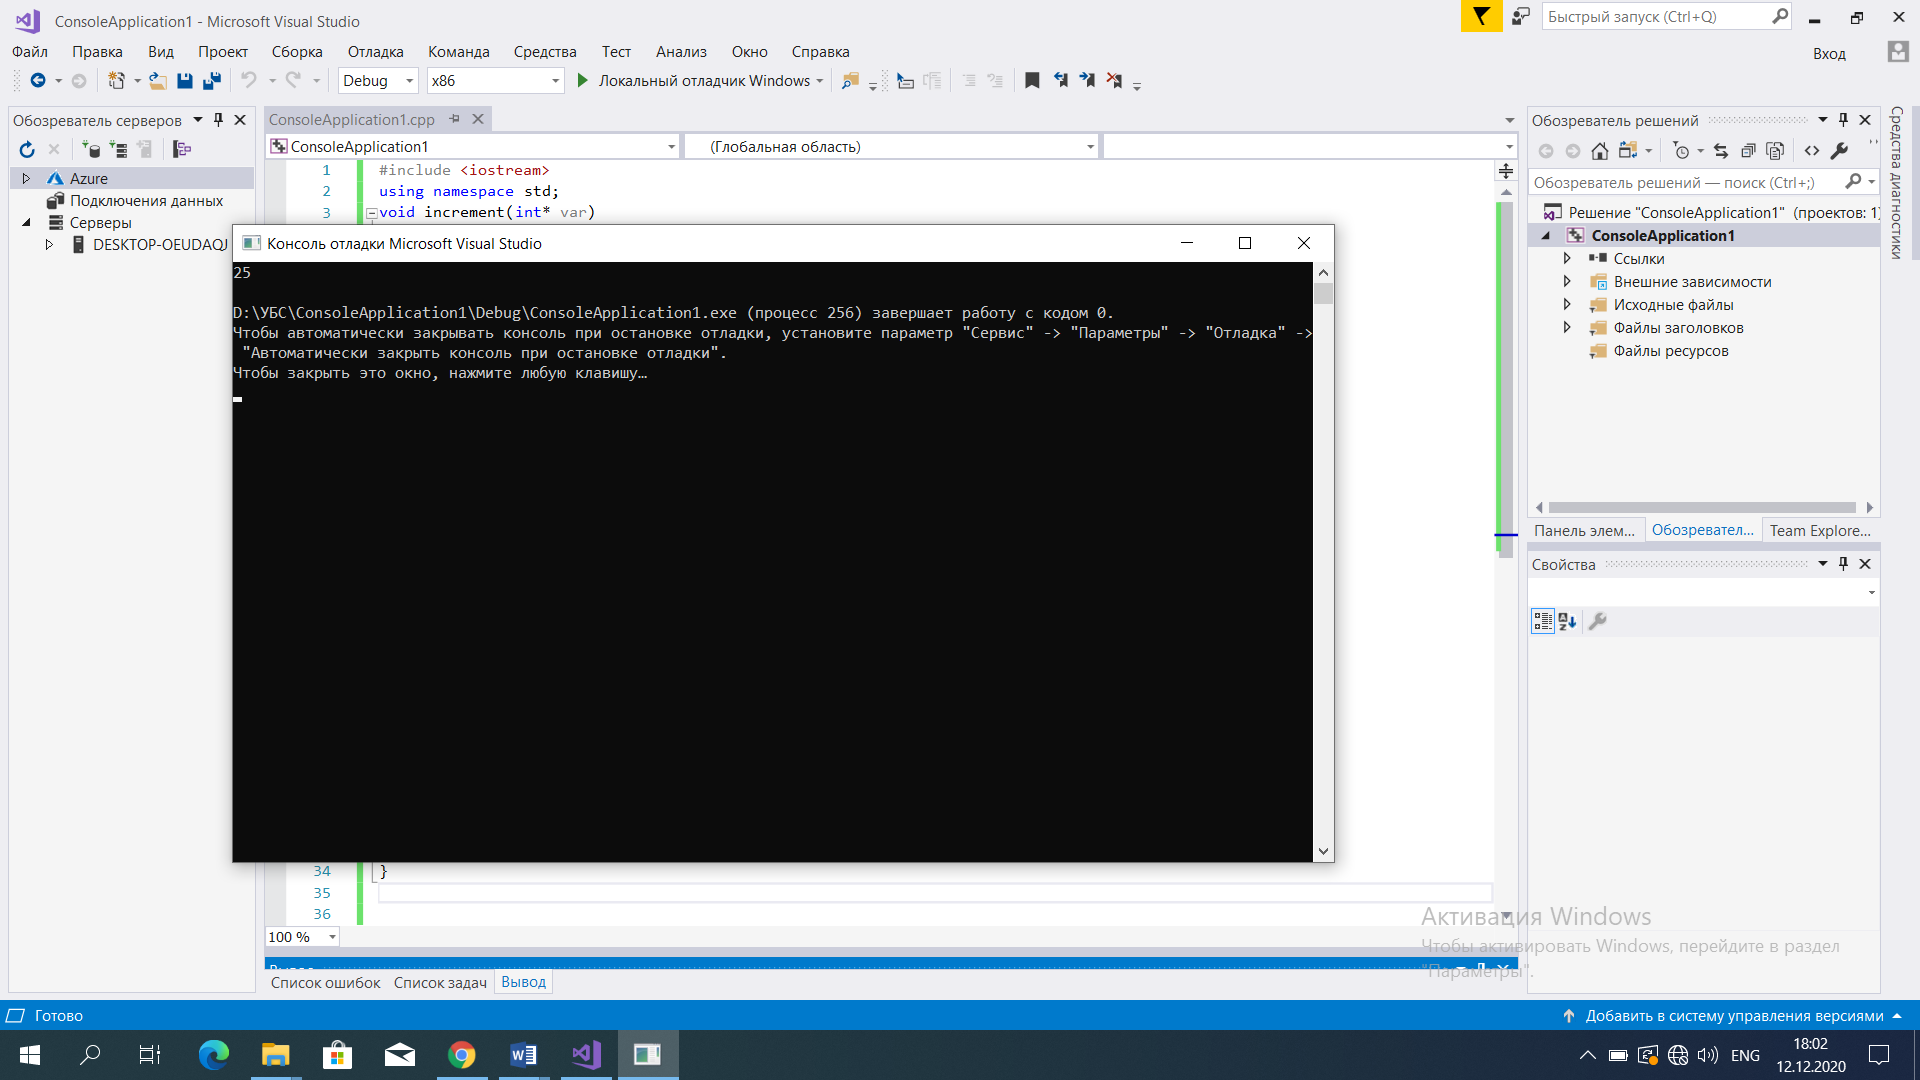 ConsoleApplication1 - Microsoft Visual Studio
Быстрый запуск (Ctrl+Q)
Файл Правка Вид Проект Сборка Отладка Команда Средства Тест Анализ Окно Справка
Вход
Debug x86 Локальный отладчик Windows
Обозреватель серверов
Azure
Подключения данных
Серверы
DESKTOP-OEUDAQJ
ConsoleApplication1.cpp
ConsoleApplication1 (Глобальная область)
1 #include <iostream>
2 using namespace std;
3 void increment(int* var)
Консоль отладки Microsoft Visual Studio
25
D:\УБС\ConsoleApplication1\Debug\ConsoleApplication1.exe (процесс 256) завершает работу с кодом 0.
Чтобы автоматически закрывать консоль при остановке отладки, установите параметр "Сервис" -> "Параметры" -> "Отладка" ->
"Автоматически закрыть консоль при остановке отладки".
Чтобы закрыть это окно, нажмите любую клавишу…
34 }
35
36
100 %
Список ошибок Список задач Вывод
Обозреватель решений
Обозреватель решений — поиск (Ctrl+;)
Решение "ConsoleApplication1" (проектов: 1)
ConsoleApplication1
Ссылки
Внешние зависимости
Исходные файлы
Файлы заголовков
Файлы ресурсов
Панель элем... Обозревател... Team Explore...
Свойства
Средства диагностики
Активация Windows
Чтобы активировать Windows, перейдите в раздел
"Параметры".
Готово
Добавить в систему управления версиями
ENG
18:02
12.12.2020